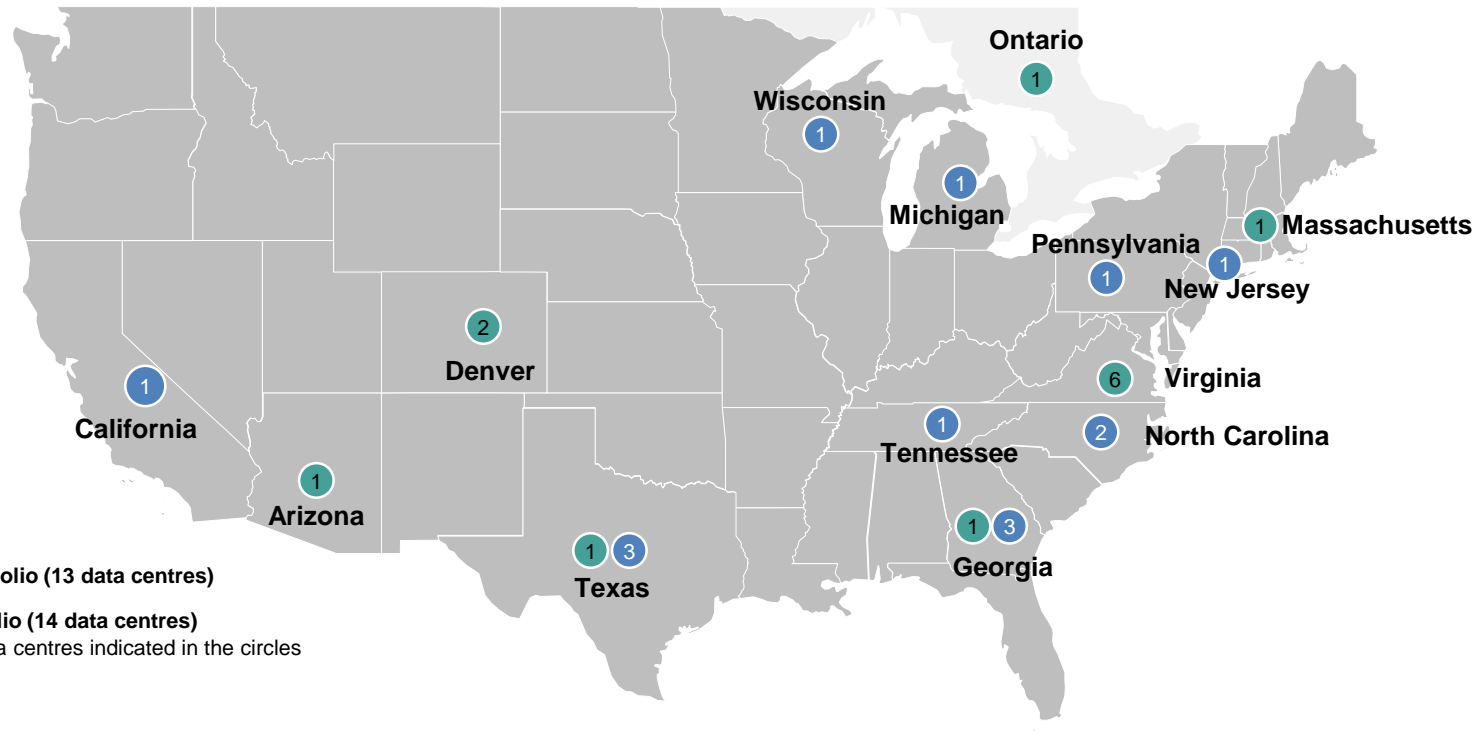 Ontario
1
Wisconsin
1
1
Michigan
1
Massachusetts
Pennsylvania
1
1
New Jersey
2
Denver
6
Virginia
1
California
1
Tennessee
2
North Carolina
1
Arizona
1
3
Georgia
1
3
Texas
(13 data centres)
(14 data centres)
centres indicated in the circles